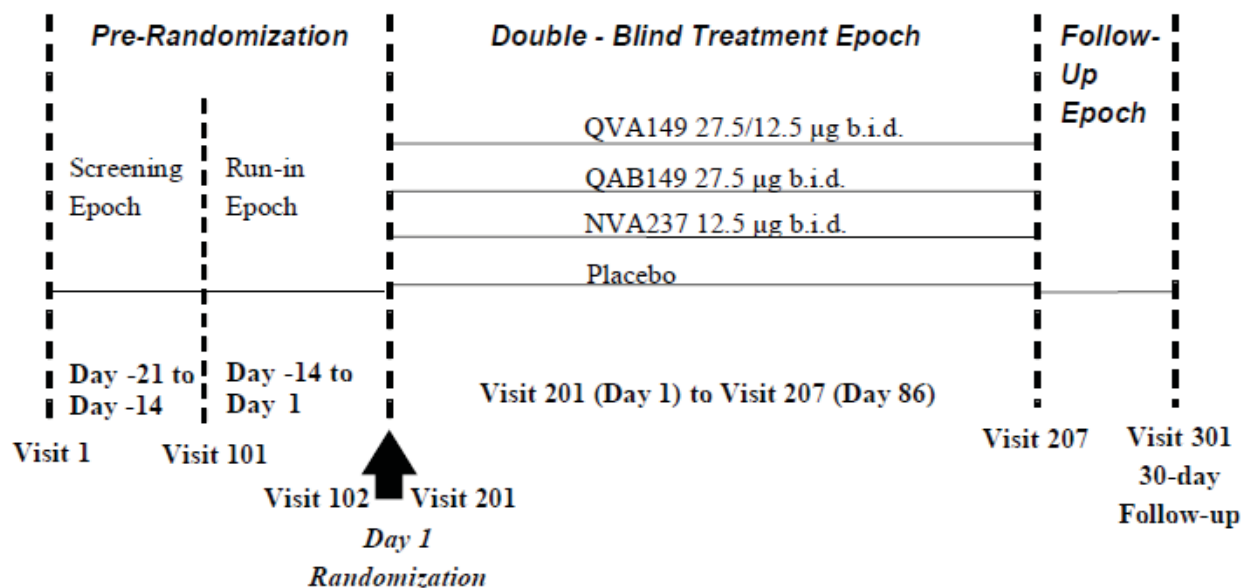 Pre-Randomization
Double - Blind Treatment Epoch
Follow-
Up
Epoch
Screening
Epoch
Run-in
Epoch
QVA149 27.5/12.5 μg b.i.d.
QAB149 27.5 μg b.i.d.
NVA237 12.5 μg b.i.d.
Placebo
Day -21 to
Day -14
Day -14 to
Day 1
Visit 201 (Day 1) to Visit 207 (Day 86)
Visit 1
Visit 101
Visit 102
Visit 201
Day 1
Randomization
Visit 207
Visit 301
30-day
Follow-up